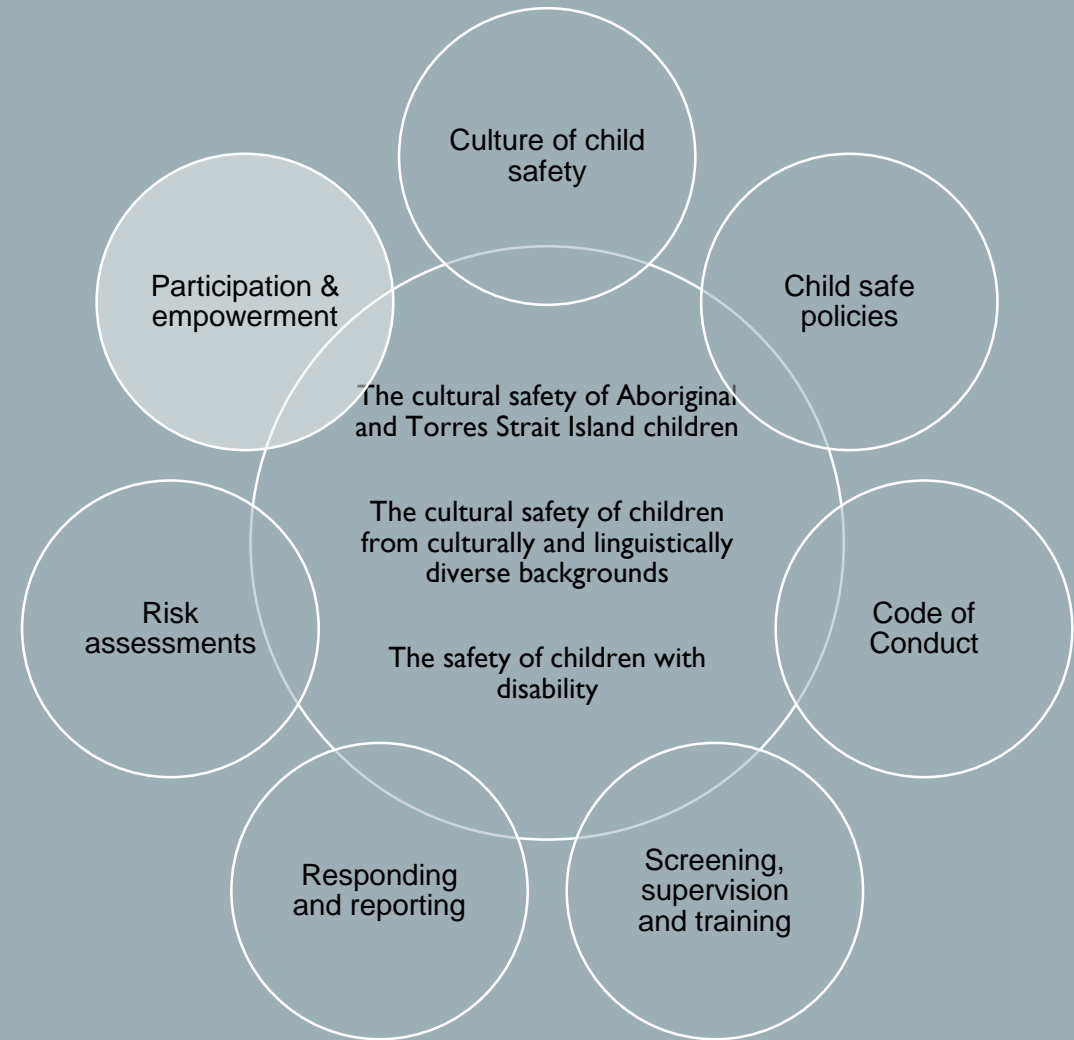 Culture of child
safety
Child safe
policies
Code of
Conduct
Screening,
supervision
and training
Responding
and reporting
Risk
assessments
Participation &
empowerment
The cultural safety of Aboriginal
and Torres Strait Island children
The cultural safety of children
from culturally and linguistically
diverse backgrounds
The safety of children with
disability